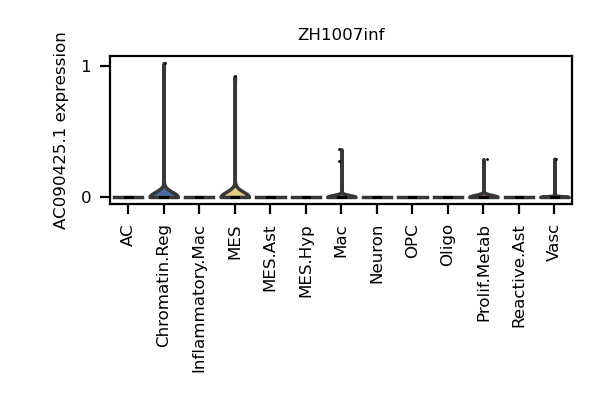 ZH1007inf
AC090425.1 expression
1
0
AC
Chromatin.Reg
Inflammatory.Mac
MES
MES.Ast
MES.Hyp
Mac
Neuron
OPC
Oligo
Prolif.Metab
Reactive.Ast
Vasc